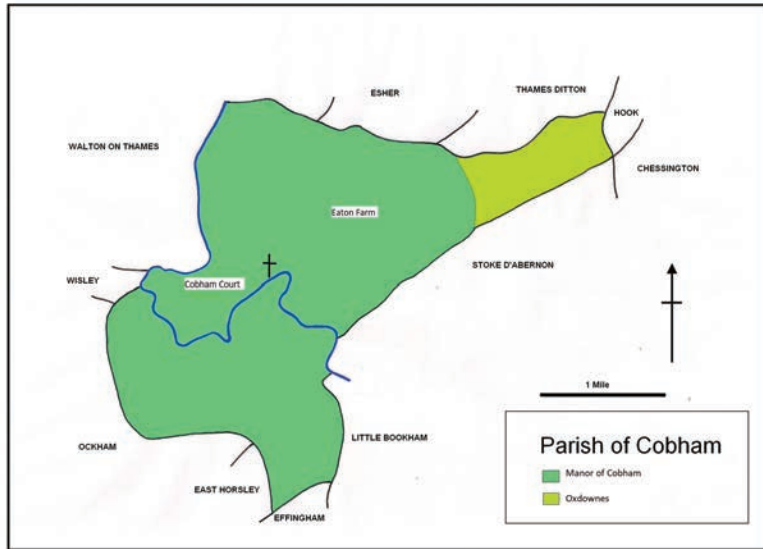 ESHER
THAMES DITTON
HOOK
WALTON ON THAMES
CHESSINGTON
Eaton Farm
STOKE D'ABERNON
WISLEY
Cobham Court
1 Mile
OCKHAM
LITTLE BOOKHAM
EAST HORSLEY
EFFINGHAM
Parish of Cobham
Manor of Cobham
Oxdownes